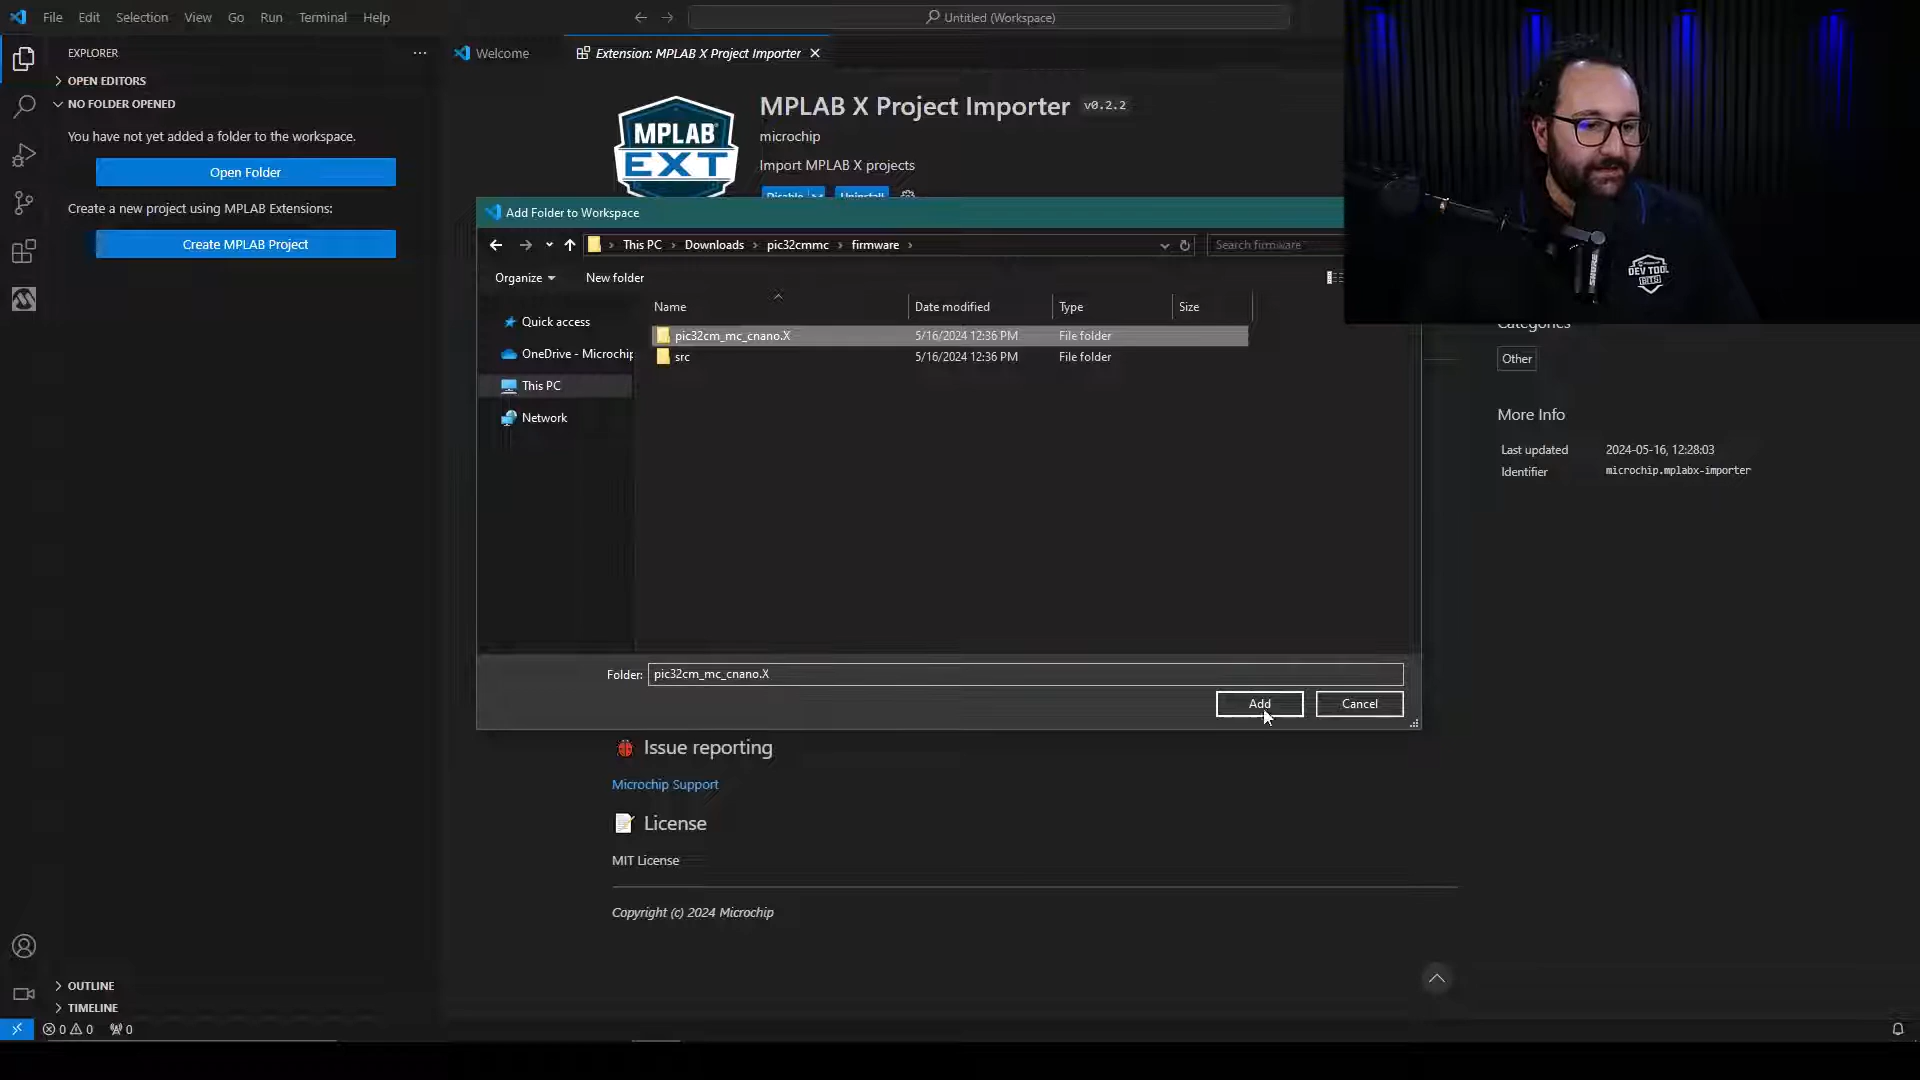 File Edit Selection View Go Run Terminal Help
Untitled (Workspace)
EXPLORER
OPEN EDITORS
NO FOLDER OPENED
You have not yet added a folder to the workspace.
Open Folder
Create a new project using MPLAB Extensions:
Create MPLAB Project
Welcome
Extension: MPLAB X Project Importer
MPLAB
EXT
MPLAB X Project Importer v0.2.2
microchip
Import MPLAB X projects
Disable Uninstall
Add Folder to Workspace
This PC Downloads pic32cmmc firmware
Search firmware
Organize New folder
Name Date modified Type Size
Quick access
OneDrive - Microchip
This PC
Network
pic32cm_mc_cnano.X 5/16/2024 12:36 PM File folder
src 5/16/2024 12:36 PM File folder
Folder: pic32cm_mc_cnano.X
Add Cancel
DEV TOOL
BITS
SHURE
Categories
Other
More Info
Last updated 2024-05-16, 12:28:03
Identifier microchip.mplabx-importer
Issue reporting
Microchip Support
License
MIT License
Copyright (c) 2024 Microchip
OUTLINE
TIMELINE
0 0 0